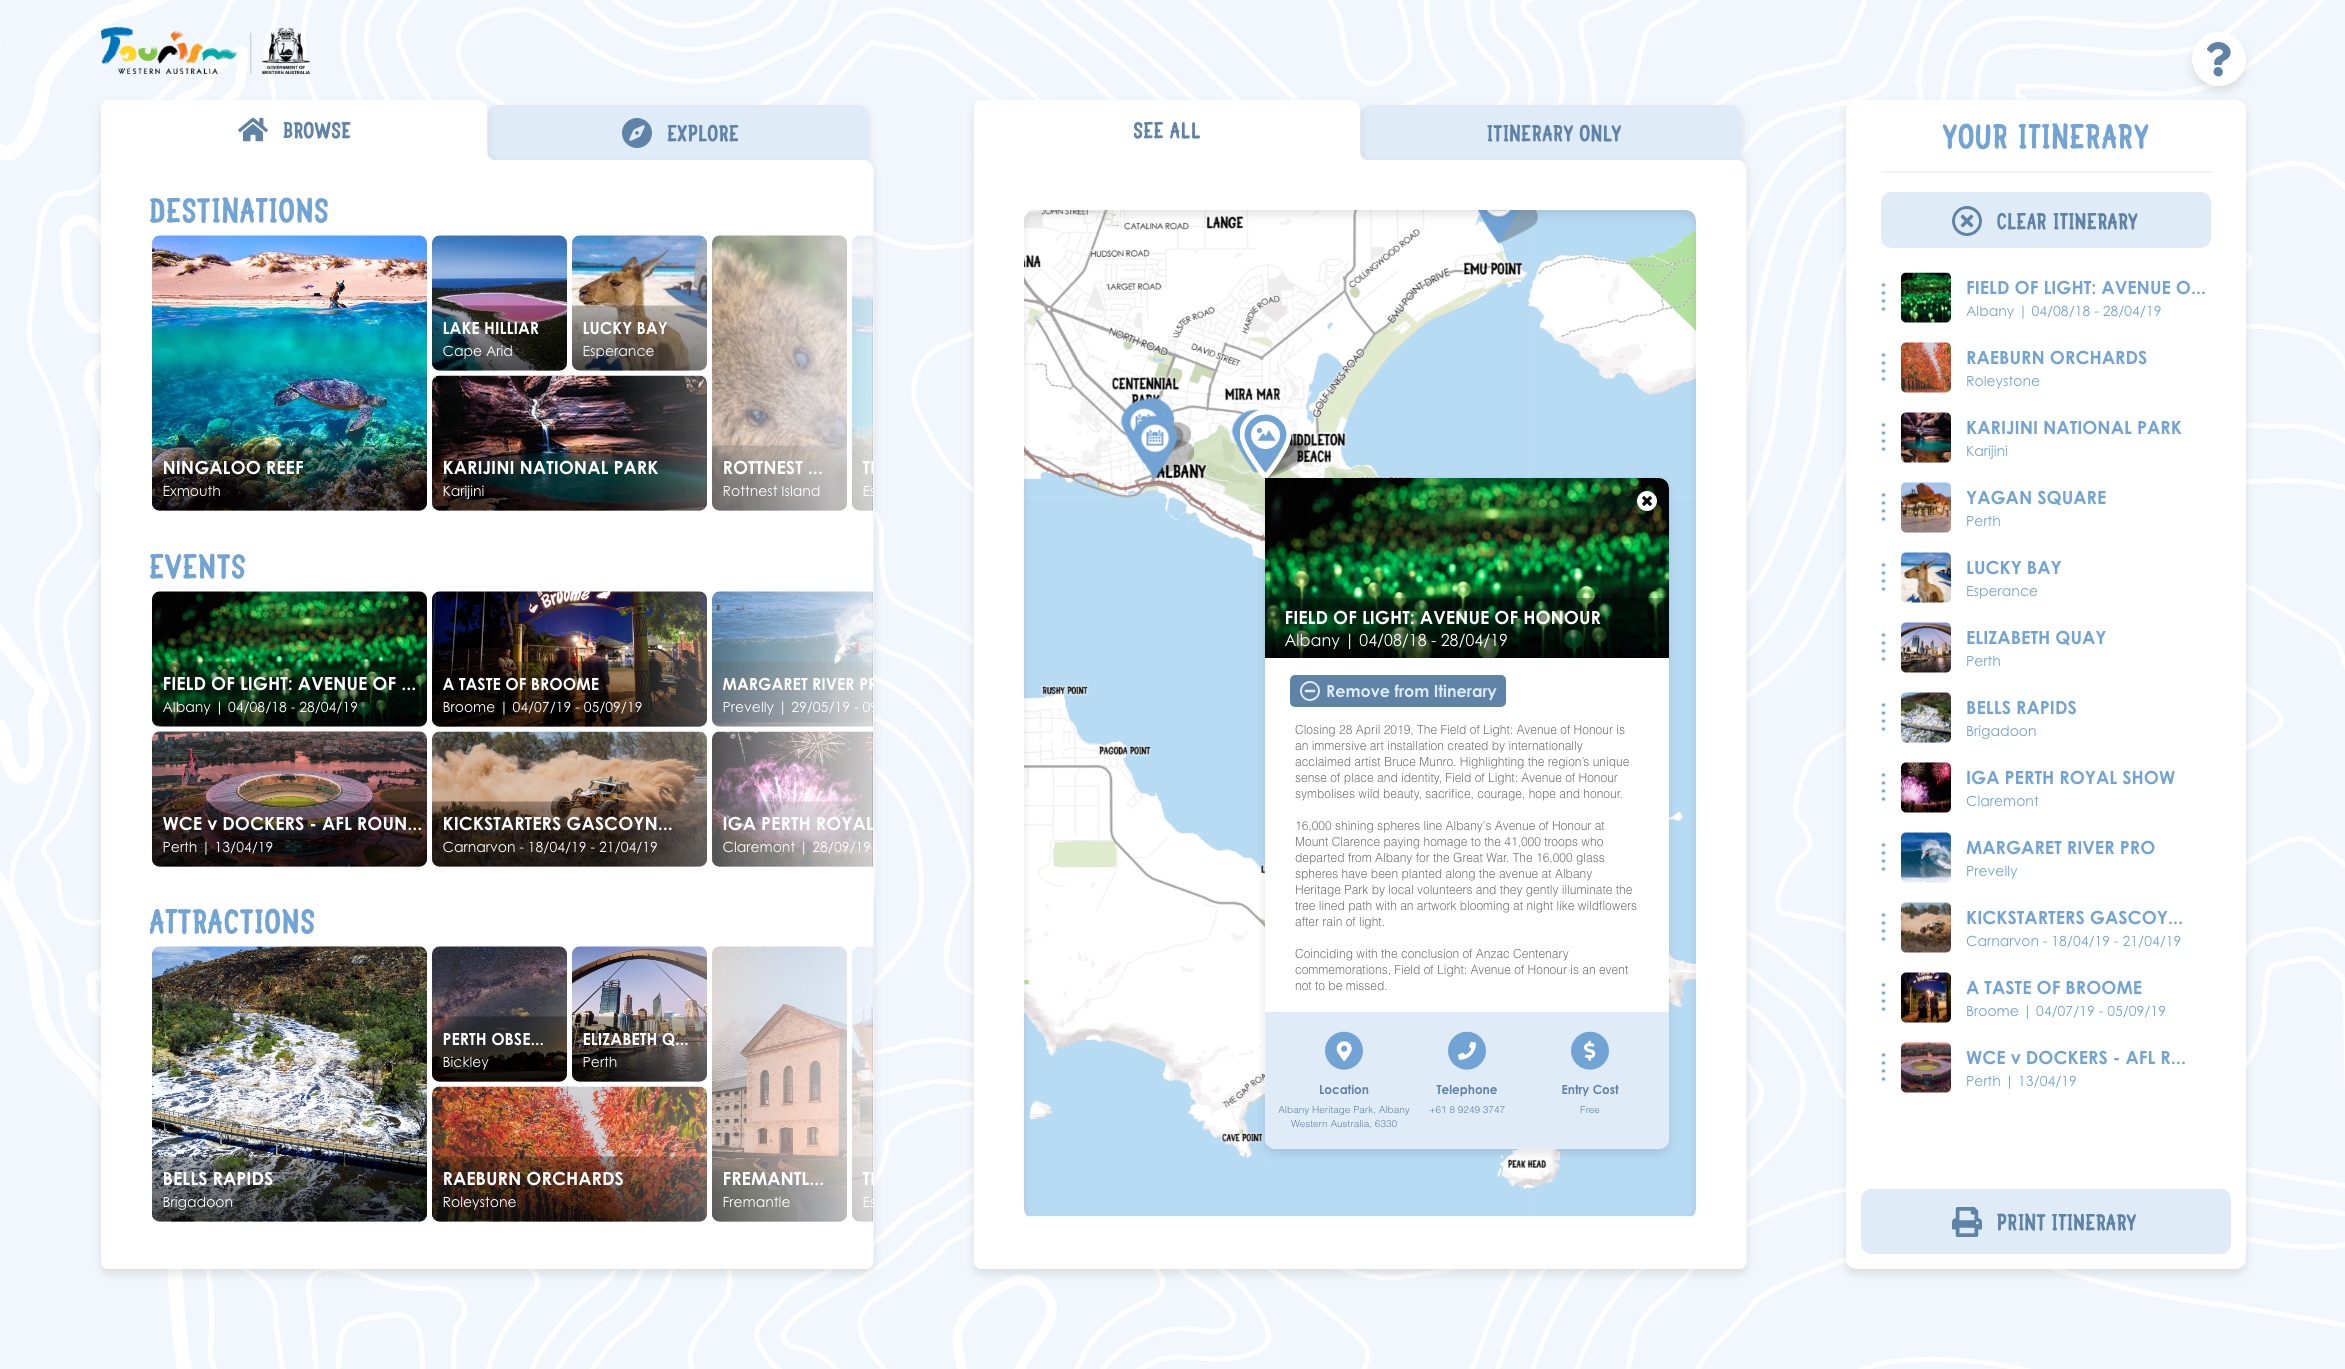 Tourism
WESTERN AUSTRALIA
GOVERNMENT OF
WESTERN AUSTRALIA
?
BROWSE
EXPLORE
DESTINATIONS
NINGALOO REEF
Exmouth
LAKE HILLIAR
Cape Arid
LUCKY BAY
Esperance
KARIJINI NATIONAL PARK
Karijini
ROTTNEST ...
Rottnest Island
EVENTS
FIELD OF LIGHT: AVENUE OF ...
Albany | 04/08/18 - 28/04/19
A TASTE OF BROOME
Broome | 04/07/19 - 05/09/19
MARGARET RIVER PR
Prevelly | 29/05/19 - 09
WCE v DOCKERS - AFL ROUN...
Perth | 13/04/19
KICKSTARTERS GASCOYN...
Carnarvon - 18/04/19 - 21/04/19
IGA PERTH ROYAL
Claremont | 28/09/19
ATTRACTIONS
BELLS RAPIDS
Brigadoon
PERTH OBSE...
Bickley
ELIZABETH Q...
Perth
RAEBURN ORCHARDS
Roleystone
FREMANTL...
Fremantle
SEE ALL
ITINERARY ONLY
JOHN STREET
CATALINA ROAD
LANGE
HUDSON ROAD
TARGET ROAD
COLLINGWOOD ROAD
EMU POINT
EMU POINT DRIVE
ULSTER ROAD
HARDIE ROAD
NORTH ROAD
DAVID STREET
GOLF LINKS ROAD
CENTENNIAL
PARK
MIRA MAR
MIDDLETON
BEACH
ALBANY
RUSHY POINT
PAGODA POINT
THE GAP ROA
CAVE POINT
PEAK HEAD
FIELD OF LIGHT: AVENUE OF HONOUR
Albany | 04/08/18 - 28/04/19
Remove from Itinerary
Closing 28 April 2019, The Field of Light: Avenue of Honour is
an immersive art installation created by internationally
acclaimed artist Bruce Munro. Highlighting the region's unique
sense of place and identity, Field of Light: Avenue of Honour
symbolises wild beauty, sacrifice, courage, hope and honour.
16,000 shining spheres line Albany's Avenue of Honour at
Mount Clarence paying homage to the 41,000 troops who
departed from Albany for the Great War. The 16,000 glass
spheres have been planted along the avenue at Albany
Heritage Park by local volunteers and they gently illuminate the
tree lined path with an artwork blooming at night like wildflowers
after rain of light.
Coinciding with the conclusion of Anzac Centenary
commemorations, Field of Light: Avenue of Honour is an event
not to be missed.
Location
Albany Heritage Park, Albany
Western Australia, 6330
Telephone
+61 8 9249 3747
Entry Cost
Free
YOUR ITINERARY
CLEAR ITINERARY
FIELD OF LIGHT: AVENUE O...
Albany | 04/08/18 - 28/04/19
RAEBURN ORCHARDS
Roleystone
KARIJINI NATIONAL PARK
Karijini
YAGAN SQUARE
Perth
LUCKY BAY
Esperance
ELIZABETH QUAY
Perth
BELLS RAPIDS
Brigadoon
IGA PERTH ROYAL SHOW
Claremont
MARGARET RIVER PRO
Prevelly
KICKSTARTERS GASCOY...
Carnarvon - 18/04/19 - 21/04/19
A TASTE OF BROOME
Broome | 04/07/19 - 05/09/19
WCE v DOCKERS - AFL R...
Perth | 13/04/19
PRINT ITINERARY